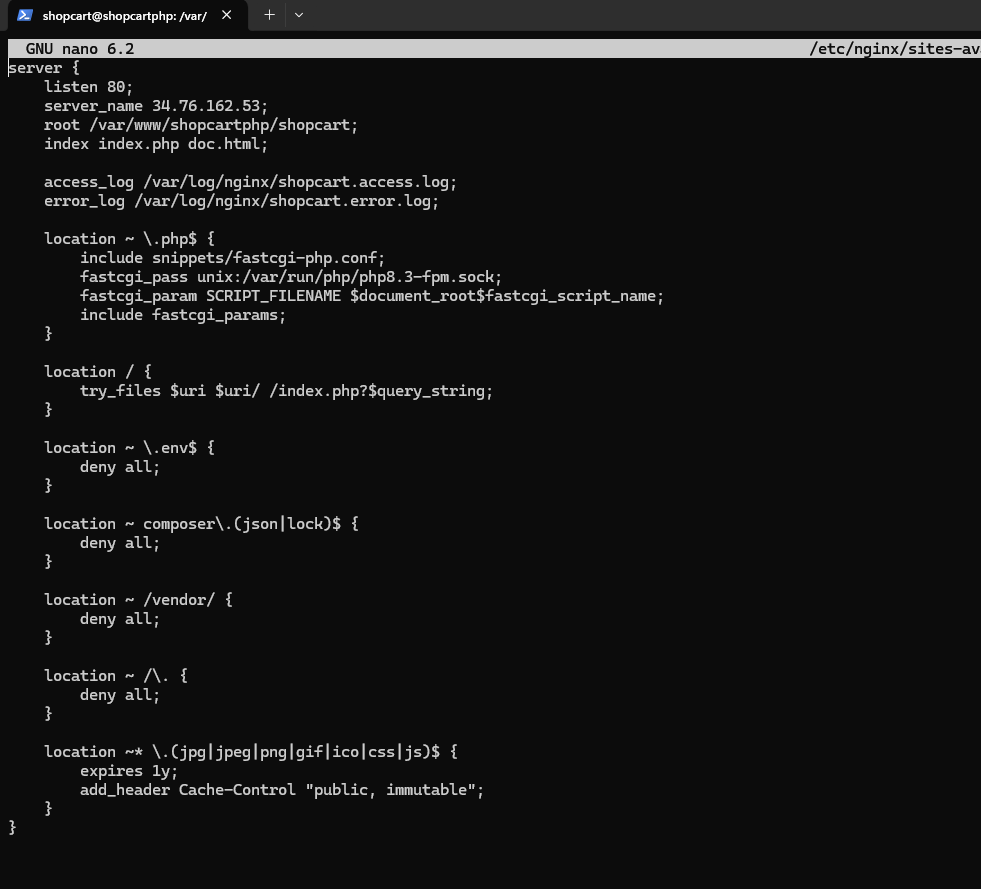 shopcart@shopcartphp: /var/
GNU nano 6.2 /etc/nginx/sites-av
server {
    listen 80;
    server_name 34.76.162.53;
    root /var/www/shopcartphp/shopcart;
    index index.php doc.html;

    access_log /var/log/nginx/shopcart.access.log;
    error_log /var/log/nginx/shopcart.error.log;

    location ~ \.php$ {
        include snippets/fastcgi-php.conf;
        fastcgi_pass unix:/var/run/php/php8.3-fpm.sock;
        fastcgi_param SCRIPT_FILENAME $document_root$fastcgi_script_name;
        include fastcgi_params;
    }

    location / {
        try_files $uri $uri/ /index.php?$query_string;
    }

    location ~ \.env$ {
        deny all;
    }

    location ~ composer\.(json|lock)$ {
        deny all;
    }

    location ~ /vendor/ {
        deny all;
    }

    location ~ /\. {
        deny all;
    }

    location ~* \.(jpg|jpeg|png|gif|ico|css|js)$ {
        expires 1y;
        add_header Cache-Control "public, immutable";
    }
}